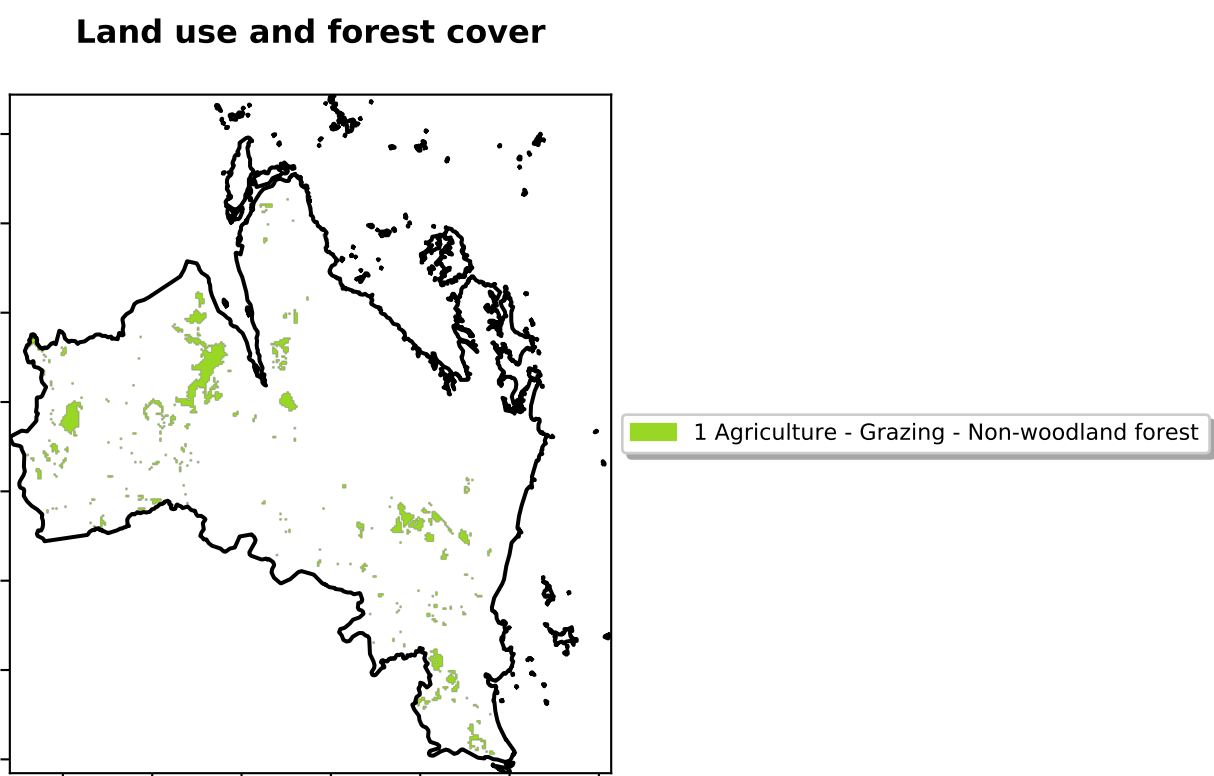 Land use and forest cover
1 Agriculture - Grazing - Non-woodland forest